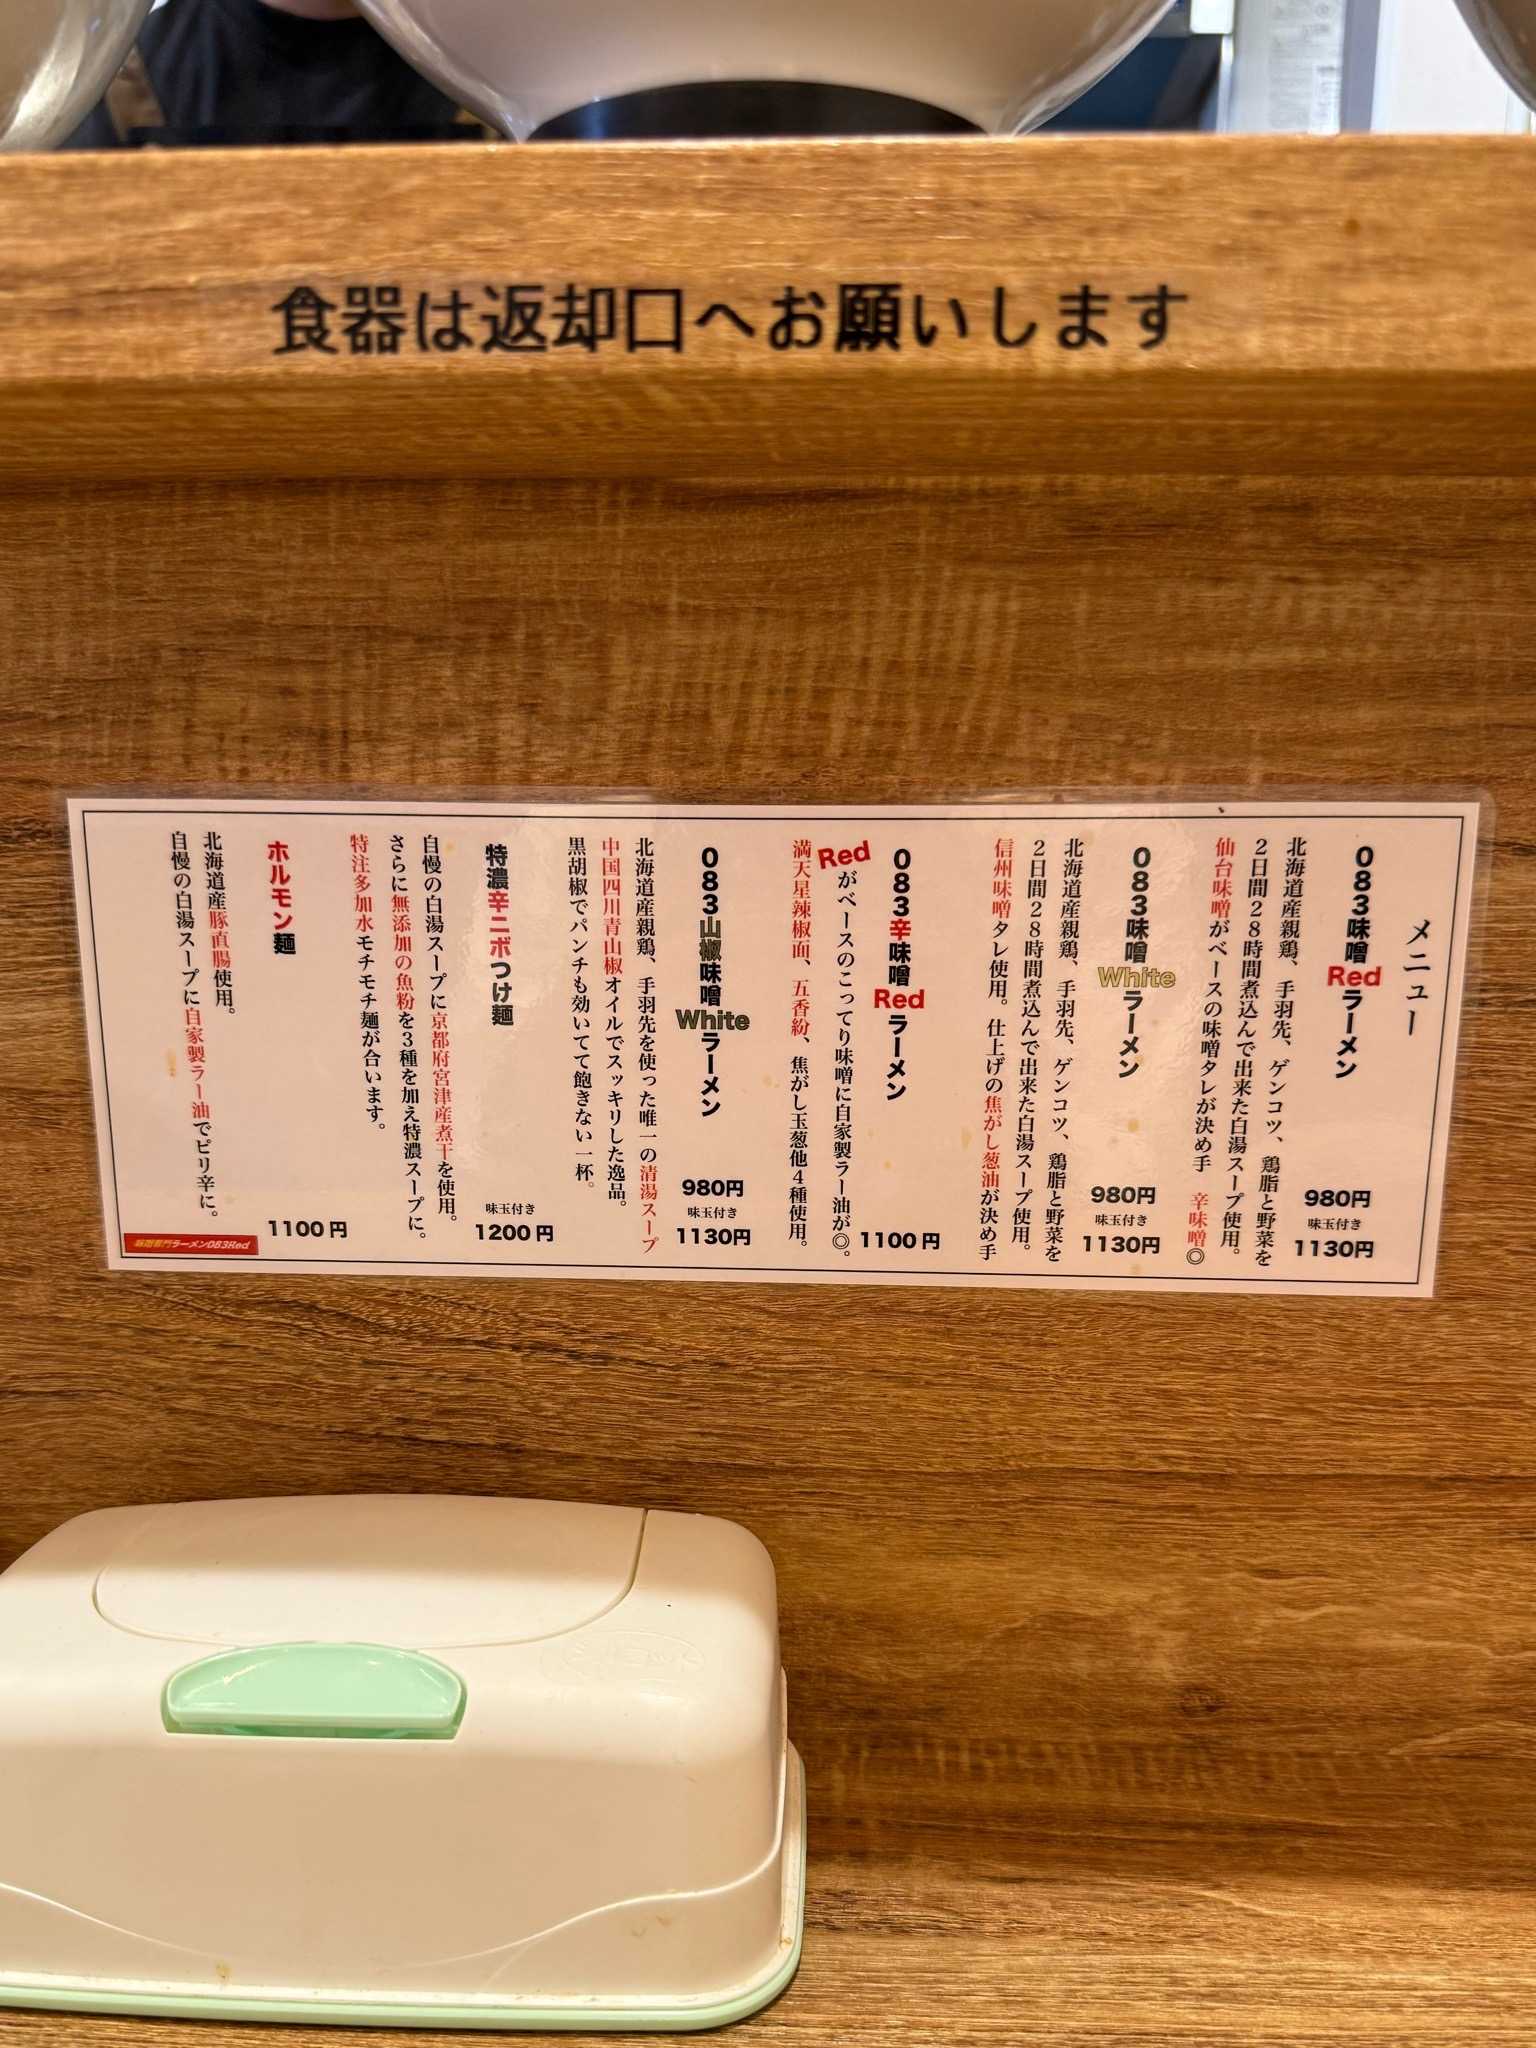 食器は返却口へお願いします
メニュー
083味噌Redラーメン
980円
味玉付き
1130円
北海道産親鶏、手羽先、ゲンコツ、鶏脂と野菜を
2日間28時間煮込んで出来た白湯スープ使用。
仙台味噌がベースの味噌タレが決め手 辛味噌◎
083味噌Whiteラーメン
980円
味玉付き
1130円
北海道産親鶏、手羽先、ゲンコツ、鶏脂と野菜を
2日間28時間煮込んで出来た白湯スープ使用。
信州味噌タレ使用。仕上げの焦がし葱油が決め手
083辛味噌Redラーメン
1100円
Redがベースのこってり味噌に自家製ラー油が◎。
満天星辣椒面、五香紛、焦がし玉葱他4種使用。
083山椒味噌Whiteラーメン
980円
味玉付き
1130円
北海道産親鶏、手羽先を使った唯一の清湯スープ
中国四川青山椒オイルでスッキリした逸品。
黒胡椒でパンチも効いてて飽きない一杯。
特濃辛ニボつけ麺
味玉付き
1200円
自慢の白湯スープに京都府宮津産煮干を使用。
さらに無添加の魚粉を3種を加え特濃スープに。
特注多加水モチモチ麺が合います。
ホルモン麺
1100円
北海道産豚直腸使用。
自慢の白湯スープに自家製ラー油でピリ辛に。
味噌専門ラーメン083Red